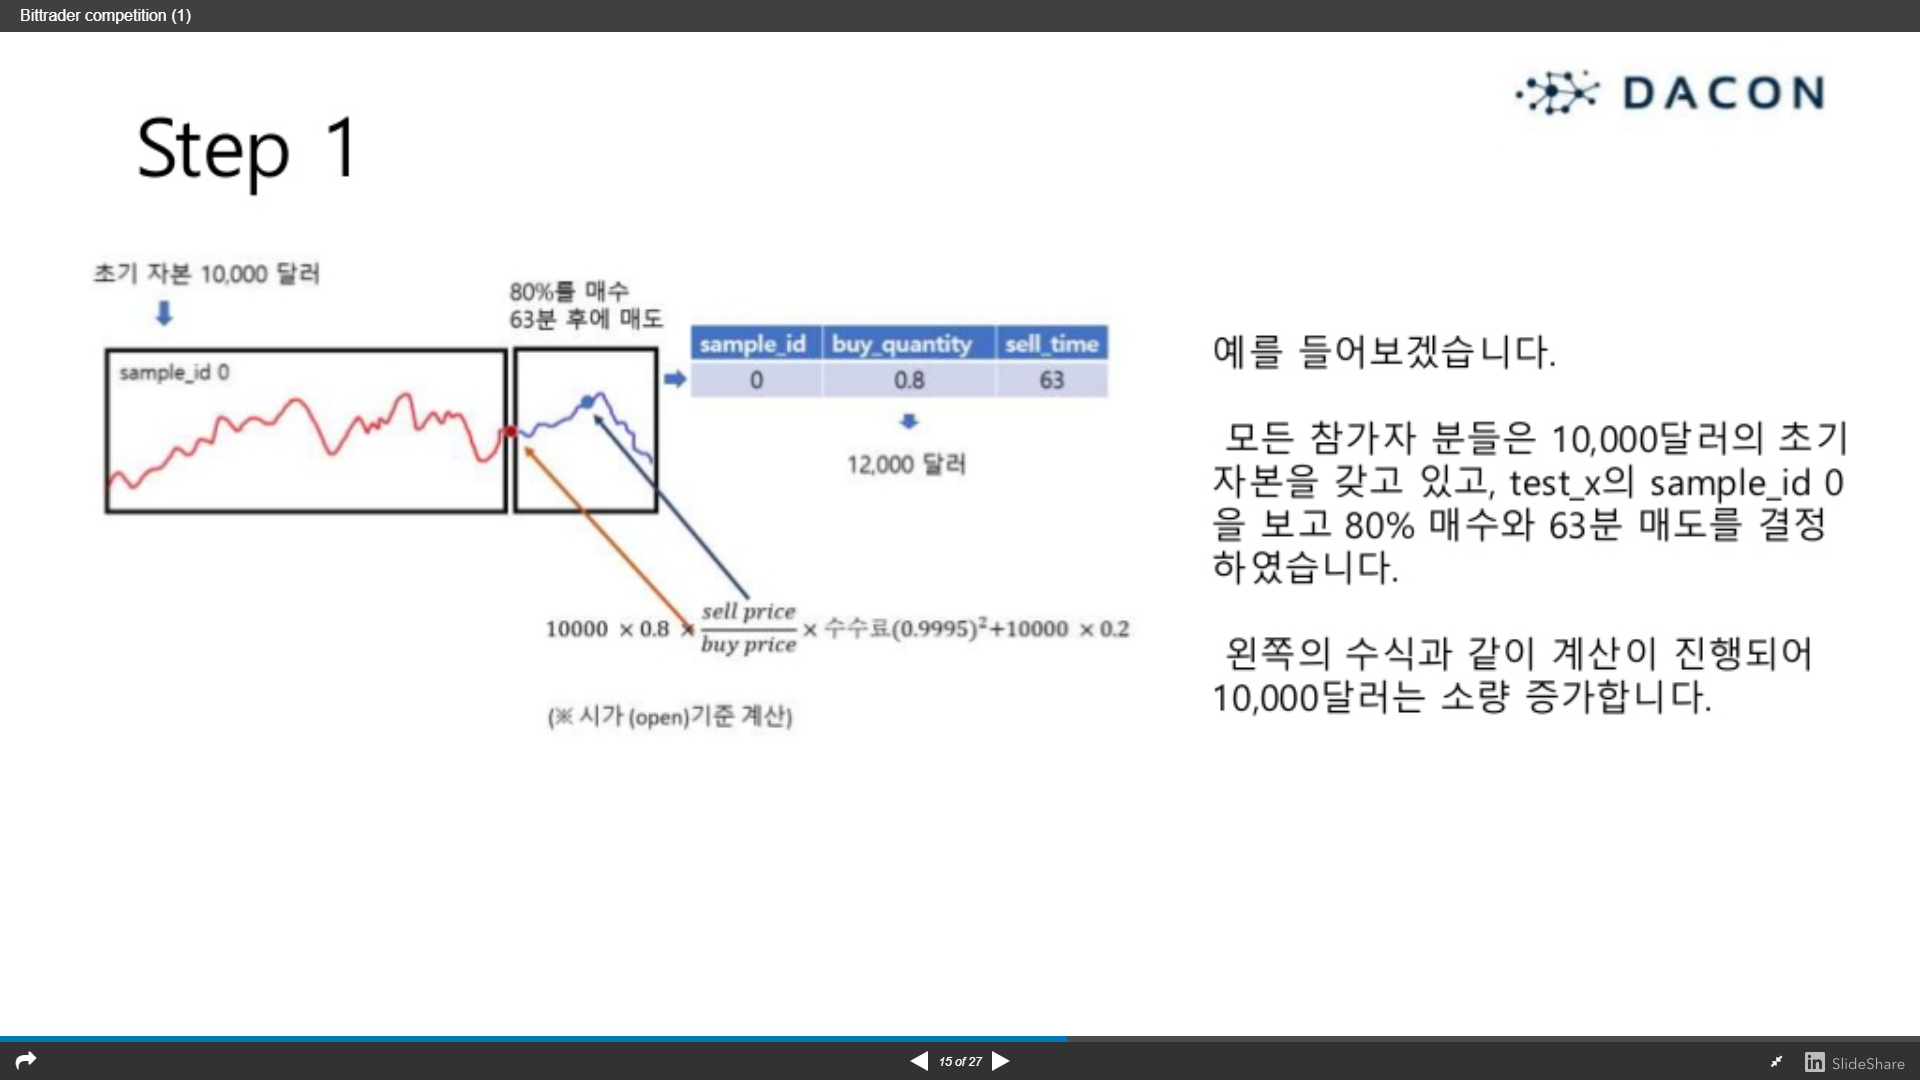 Bittrader competition (1)
DACON
Step 1
초기 자본 10,000 달러
80%를 매수
63분 후에 매도
sample_id 0
sample_id buy_quantity sell_time
0 0.8 63
12,000 달러
10000 × 0.8 × sell price / buy price × 수수료(0.9995)²+10000 × 0.2
(※ 시가 (open)기준 계산)
예를 들어보겠습니다.
모든 참가자 분들은 10,000달러의 초기
자본을 갖고 있고, test_x의 sample_id 0
을 보고 80% 매수와 63분 매도를 결정
하였습니다.
왼쪽의 수식과 같이 계산이 진행되어
10,000달러는 소량 증가합니다.
15 of 27
in SlideShare